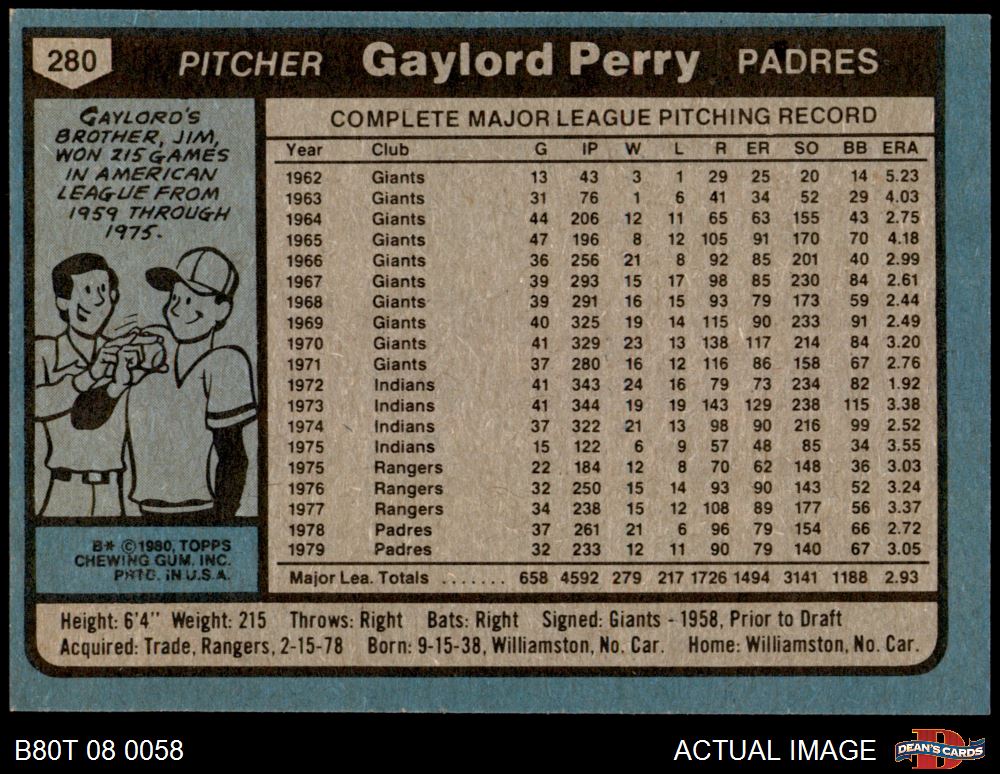 280 PITCHER Gaylord Perry PADRES
GAYLORD'S
BROTHER, JIM,
WON 215 GAMES
IN AMERICAN
LEAGUE FROM
1959 THROUGH
1975.
B* © 1980, TOPPS
CHEWING GUM, INC.
PRTD. IN U.S.A.
COMPLETE MAJOR LEAGUE PITCHING RECORD
Year Club G IP W L R ER SO BB ERA
1962 Giants 13 43 3 1 29 25 20 14 5.23
1963 Giants 31 76 1 6 41 34 52 29 4.03
1964 Giants 44 206 12 11 65 63 155 43 2.75
1965 Giants 47 196 8 12 105 91 170 70 4.18
1966 Giants 36 256 21 8 92 85 201 40 2.99
1967 Giants 39 293 15 17 98 85 230 84 2.61
1968 Giants 39 291 16 15 93 79 173 59 2.44
1969 Giants 40 325 19 14 115 90 233 91 2.49
1970 Giants 41 329 23 13 138 117 214 84 3.20
1971 Giants 37 280 16 12 116 86 158 67 2.76
1972 Indians 41 343 24 16 79 73 234 82 1.92
1973 Indians 41 344 19 19 143 129 238 115 3.38
1974 Indians 37 322 21 13 98 90 216 99 2.52
1975 Indians 15 122 6 9 57 48 85 34 3.55
1975 Rangers 22 184 12 8 70 62 148 36 3.03
1976 Rangers 32 250 15 14 93 90 143 52 3.24
1977 Rangers 34 238 15 12 108 89 177 56 3.37
1978 Padres 37 261 21 6 96 79 154 66 2.72
1979 Padres 32 233 12 11 90 79 140 67 3.05
Major Lea. Totals ....... 658 4592 279 217 1726 1494 3141 1188 2.93
Height: 6'4" Weight: 215 Throws: Right Bats: Right Signed: Giants - 1958, Prior to Draft
Acquired: Trade, Rangers, 2-15-78 Born: 9-15-38, Williamston, No. Car. Home: Williamston, No. Car.
B80T 08 0058 ACTUAL IMAGE D DEAN'S CARDS